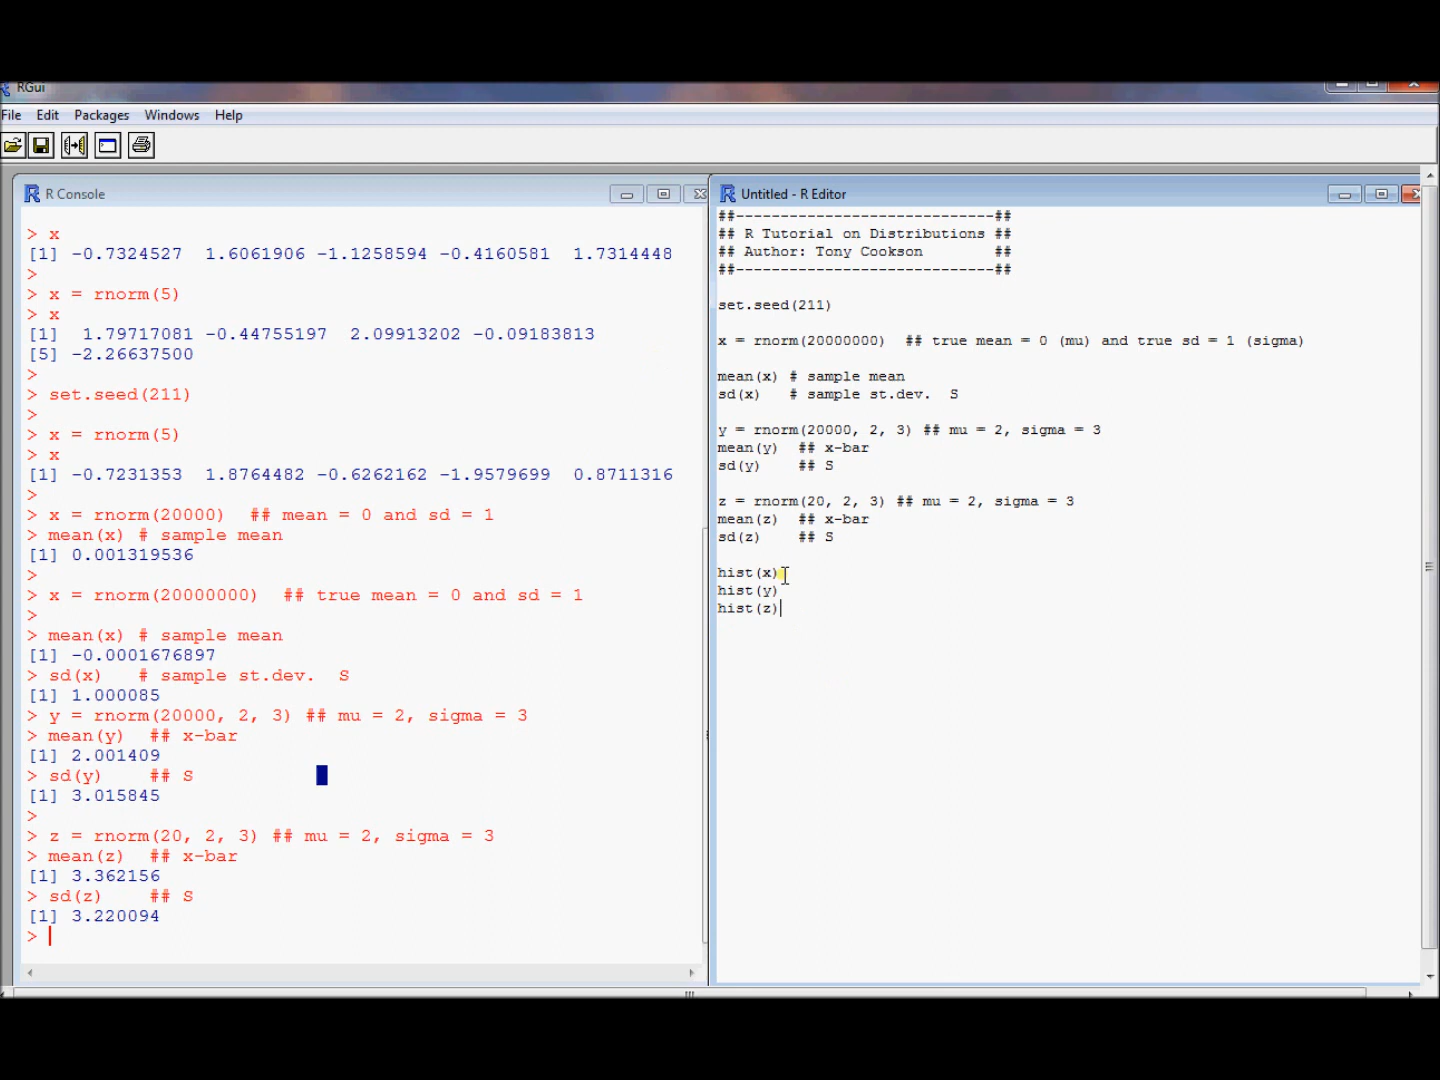 RGui
File Edit Packages Windows Help
R Console
> x
[1] -0.7324527 1.6061906 -1.1258594 -0.4160581 1.7314448
>
> x = rnorm(5)
> x
[1] 1.79717081 -0.44755197 2.09913202 -0.09183813
[5] -2.26637500
>
> set.seed(211)
>
> x = rnorm(5)
> x
[1] -0.7231353 1.8764482 -0.6262162 -1.9579699 0.8711316
>
> x = rnorm(20000) ## mean = 0 and sd = 1
> mean(x) # sample mean
[1] 0.001319536
>
> x = rnorm(20000000) ## true mean = 0 and sd = 1
>
> mean(x) # sample mean
[1] -0.0001676897
> sd(x) # sample st.dev. S
[1] 1.000085
> y = rnorm(20000, 2, 3) ## mu = 2, sigma = 3
> mean(y) ## x-bar
[1] 2.001409
> sd(y) ## S
[1] 3.015845
>
> z = rnorm(20, 2, 3) ## mu = 2, sigma = 3
> mean(z) ## x-bar
[1] 3.362156
> sd(z) ## S
[1] 3.220094
>
Untitled - R Editor
##-----------------------------##
## R Tutorial on Distributions ##
## Author: Tony Cookson ##
##-----------------------------##
set.seed(211)
x = rnorm(20000000) ## true mean = 0 (mu) and true sd = 1 (sigma)
mean(x) # sample mean
sd(x) # sample st.dev. S
y = rnorm(20000, 2, 3) ## mu = 2, sigma = 3
mean(y) ## x-bar
sd(y) ## S
z = rnorm(20, 2, 3) ## mu = 2, sigma = 3
mean(z) ## x-bar
sd(z) ## S
hist(x)
hist(y)
hist(z)